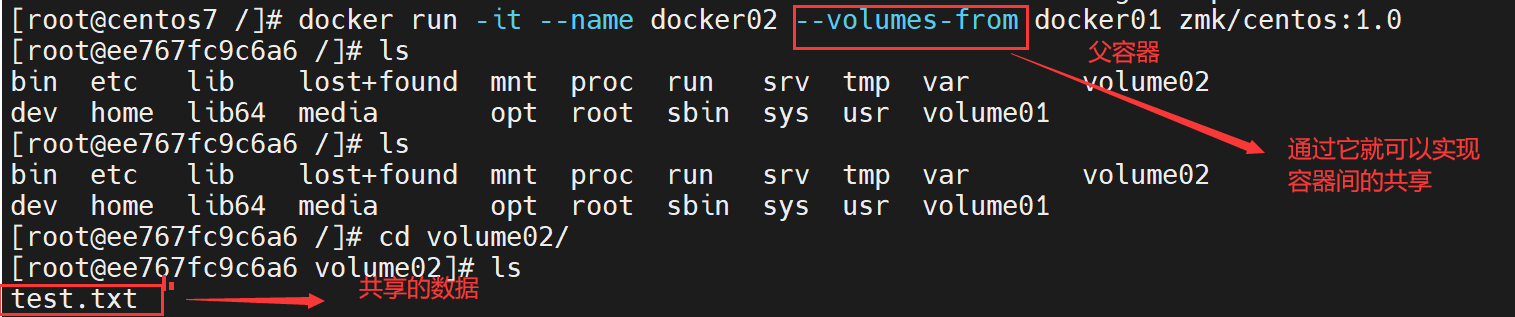 [root@centos7 /]# docker run -it --name docker02 --volumes-from docker01 zmk/centos:1.0
[root@ee767fc9c6a6 /]# ls
父容器
bin etc lib lost+found mnt proc run srv tmp var volume02
dev home lib64 media opt root sbin sys usr volume01
[root@ee767fc9c6a6 /]# ls
通过它就可以实现
容器间的共享
bin etc lib lost+found mnt proc run srv tmp var volume02
dev home lib64 media opt root sbin sys usr volume01
[root@ee767fc9c6a6 /]# cd volume02/
[root@ee767fc9c6a6 volume02]# ls
共享的数据
test.txt